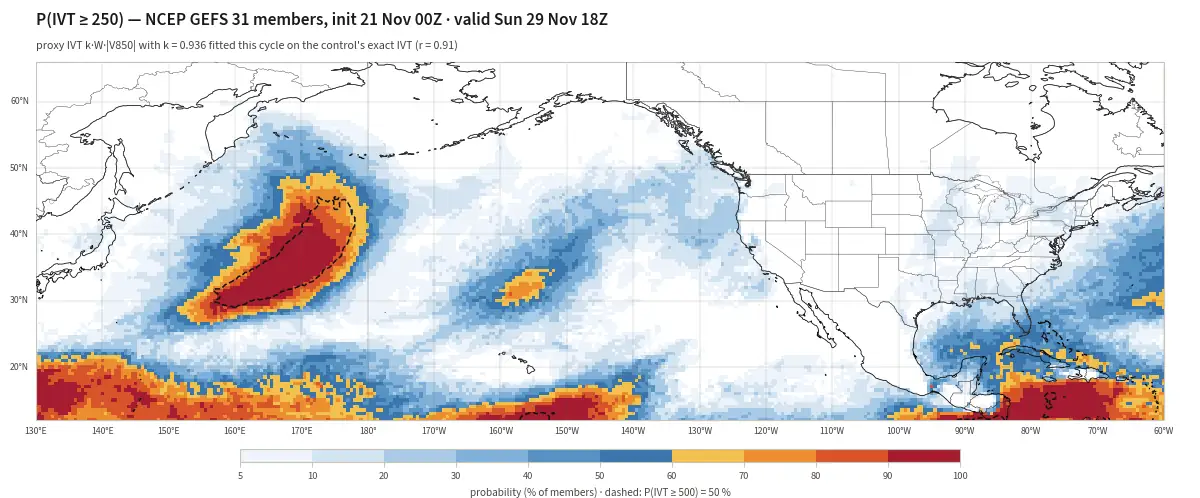 P(IVT ≥ 250) — NCEP GEFS 31 members, init 21 Nov 00Z · valid Sun 29 Nov 18Z
proxy IVT k·W·|V850| with k = 0.936 fitted this cycle on the control's exact IVT (r = 0.91)
60°N
50°N
40°N
30°N
20°N
130°E 140°E 150°E 160°E 170°E 180° 170°W 160°W 150°W 140°W 130°W 120°W 110°W 100°W 90°W 80°W 70°W 60°W
5 10 20 30 40 50 60 70 80 90 100
probability (% of members) · dashed: P(IVT ≥ 500) = 50 %